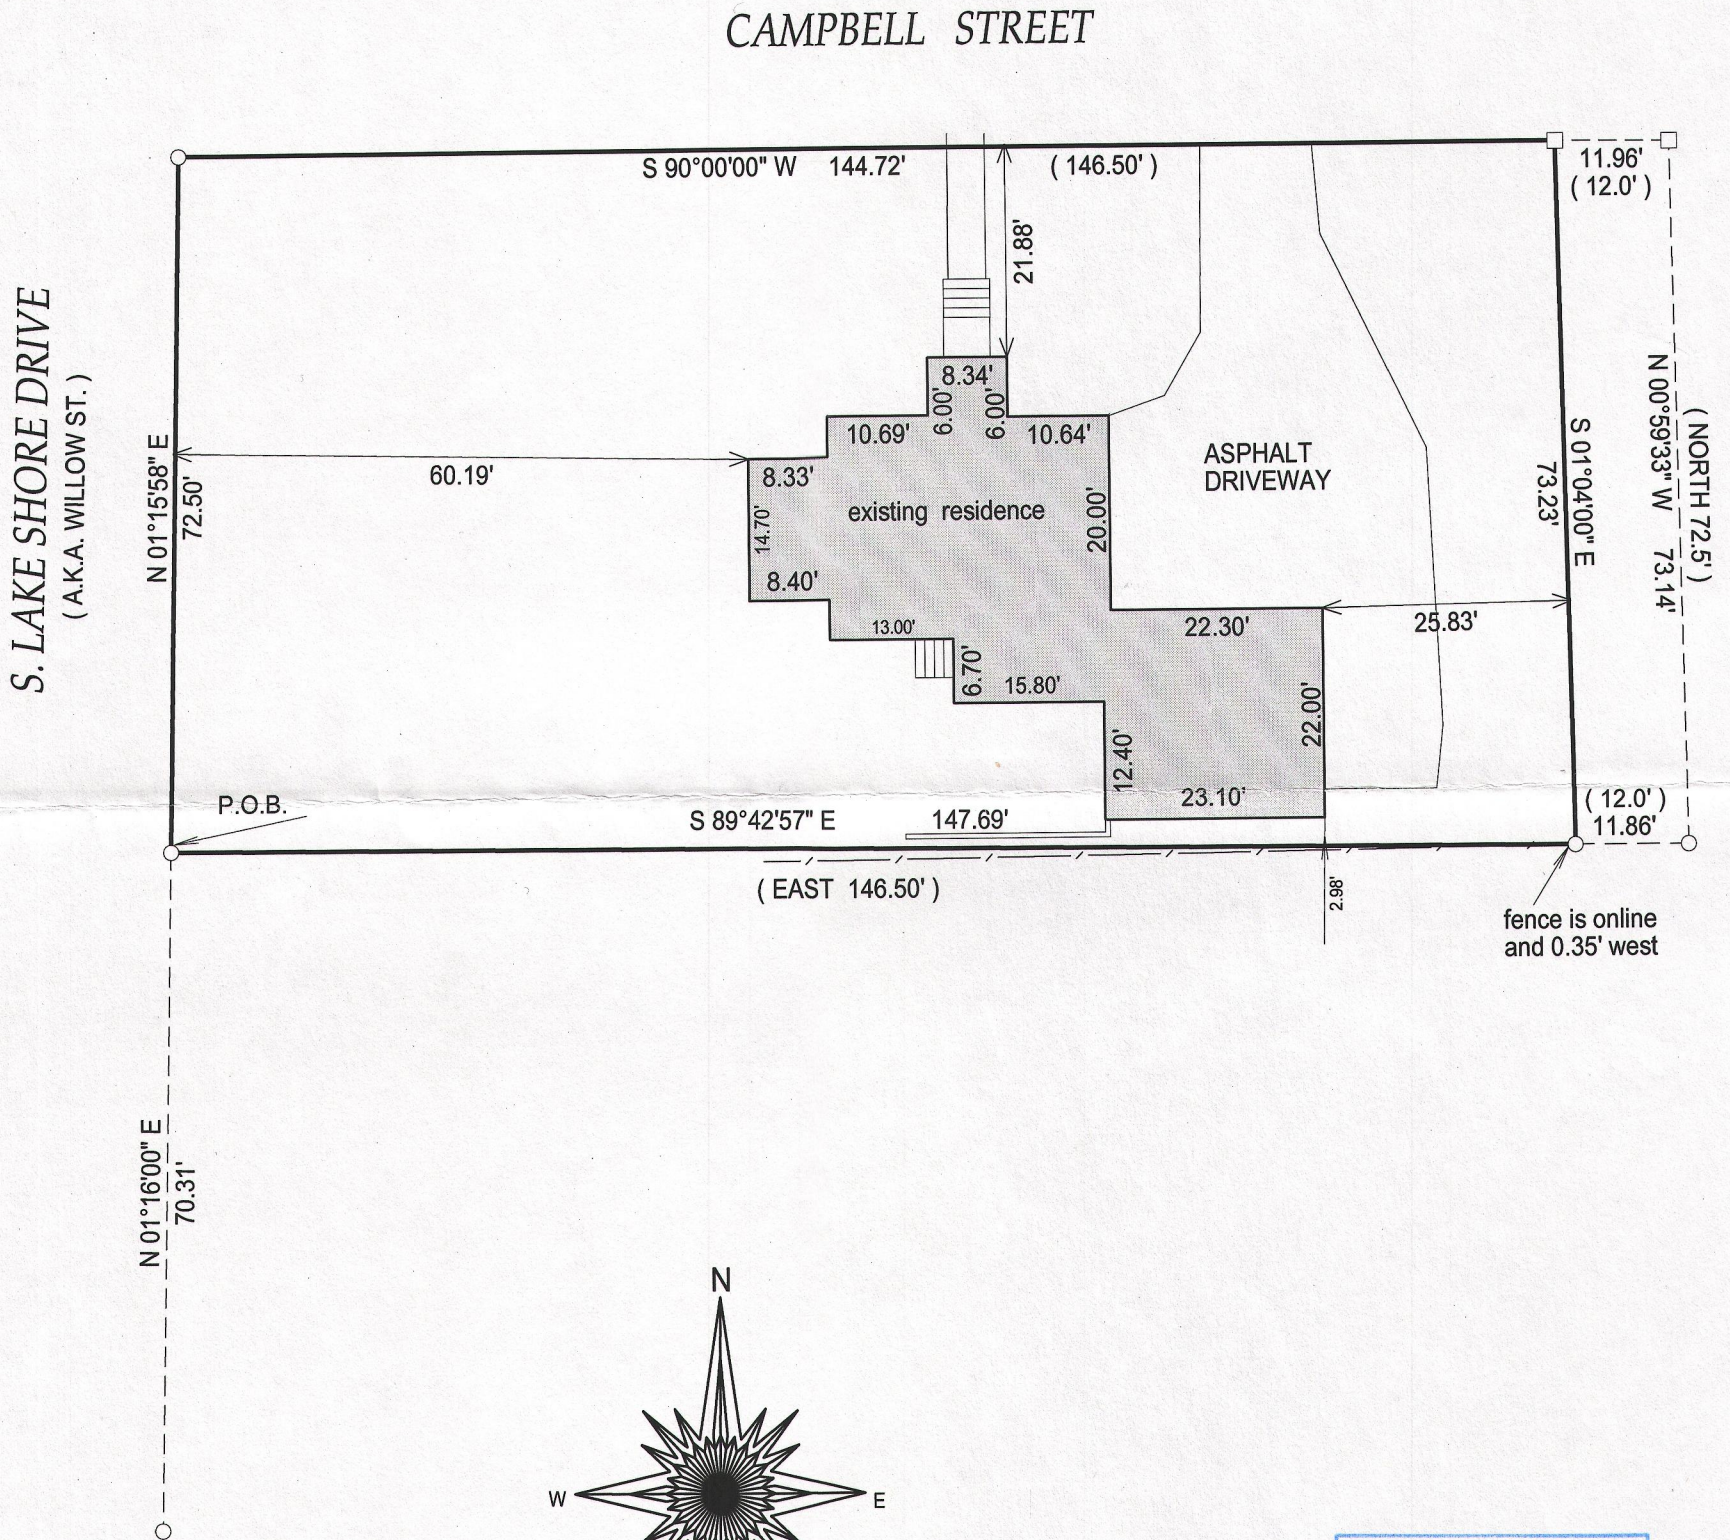 CAMPBELL STREET
S 90°00'00" W 144.72' ( 146.50' )
11.96'
( 12.0' )
21.88'
S. LAKE SHORE DRIVE
( A.K.A. WILLOW ST. )
N 01°15'58" E
72.50'
60.19'
8.34'
6.00'
6.00'
10.69'
10.64'
8.33'
14.70'
8.40'
existing residence
20.00'
ASPHALT
DRIVEWAY
13.00'
6.70'
15.80'
22.30'
25.83'
22.00'
12.40'
23.10'
S 01°04'00" E
73.23'
N 00°59'33" W 73.14'
( NORTH 72.5' )
P.O.B.
S 89°42'57" E 147.69'
( 12.0' )
11.86'
( EAST 146.50' )
2.98'
fence is online
and 0.35' west
N 01°16'00" E
70.31'
N
W
E